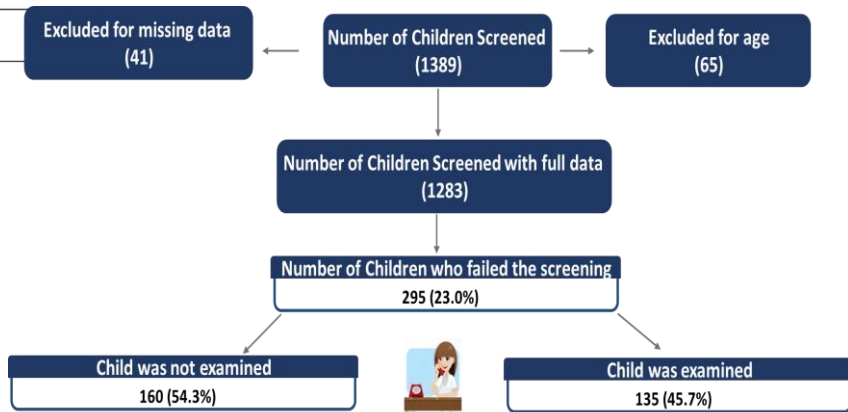 Excluded for missing data
(41)
Number of Children Screened
(1389)
Excluded for age
(65)
Number of Children Screened with full data
(1283)
Number of Children who failed the screening
295 (23.0%)
Child was not examined
160 (54.3%)
Child was examined
135 (45.7%)